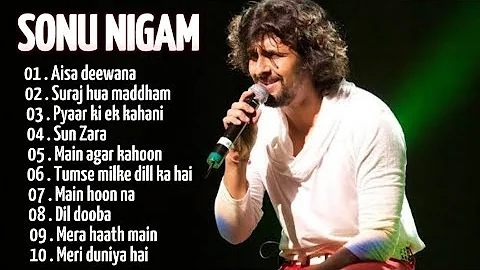 SONU NIGAM
01 . Aisa deewana
02 . Suraj hua maddham
03 . Pyaar ki ek kahani
04 . Sun Zara
05 . Main agar kahoon
06 . Tumse milke dill ka hai
07 . Main hoon na
08 . Dil dooba
09 . Mera haath main
10 . Meri duniya hai